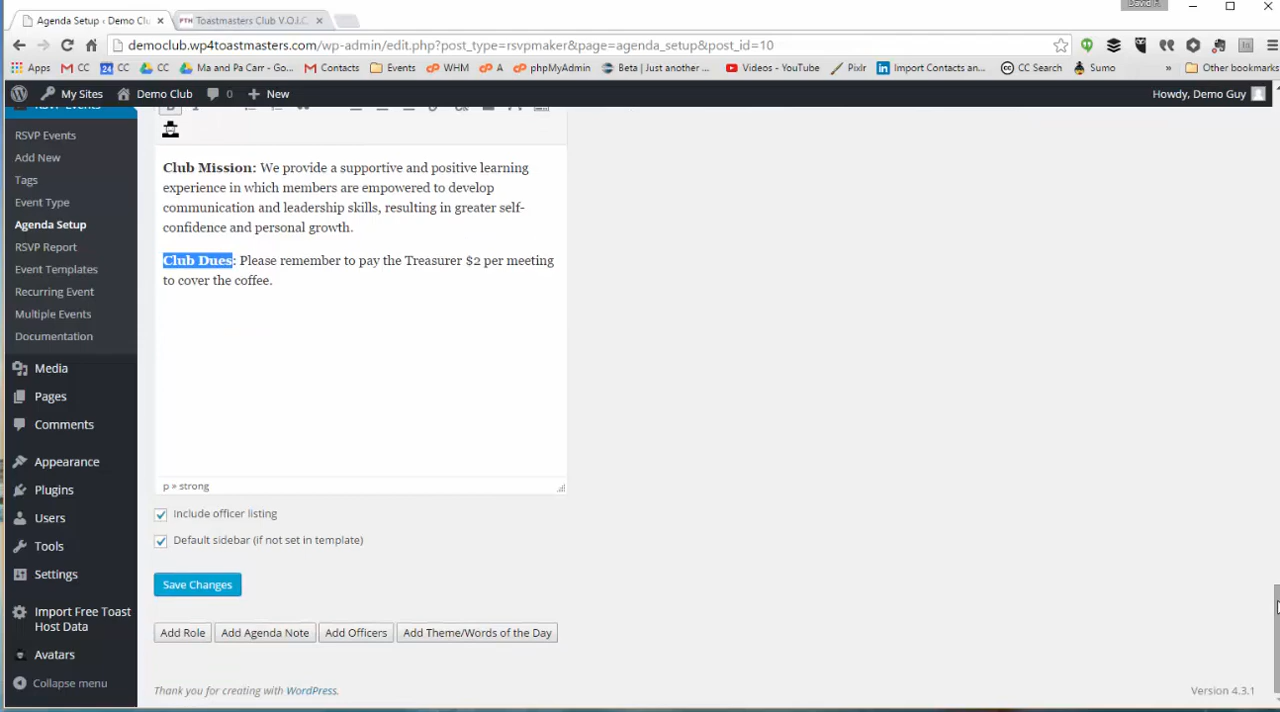 David F.
Agenda Setup ‹ Demo Clu
Toastmasters Club V.O.I.C.
democlub.wp4toastmasters.com/wp-admin/edit.php?post_type=rsvpmaker&page=agenda_setup&post_id=10
Apps CC 24 CC CC Ma and Pa Carr - Go... Contacts Events WHM A phpMyAdmin Beta | Just another ... Videos - YouTube Pixlr Import Contacts an... CC Search Sumo » Other bookmarks
My Sites Demo Club 0 New Howdy, Demo Guy
RSVP Events
Add New
Tags
Event Type
Agenda Setup
RSVP Report
Event Templates
Recurring Event
Multiple Events
Documentation
Media
Pages
Comments
Appearance
Plugins
Users
Tools
Settings
Import Free Toast
Host Data
Avatars
Collapse menu
Club Mission: We provide a supportive and positive learning
experience in which members are empowered to develop
communication and leadership skills, resulting in greater self-
confidence and personal growth.
Club Dues: Please remember to pay the Treasurer $2 per meeting
to cover the coffee.
p » strong
Include officer listing
Default sidebar (if not set in template)
Save Changes
Add Role Add Agenda Note Add Officers Add Theme/Words of the Day
Thank you for creating with WordPress.
Version 4.3.1